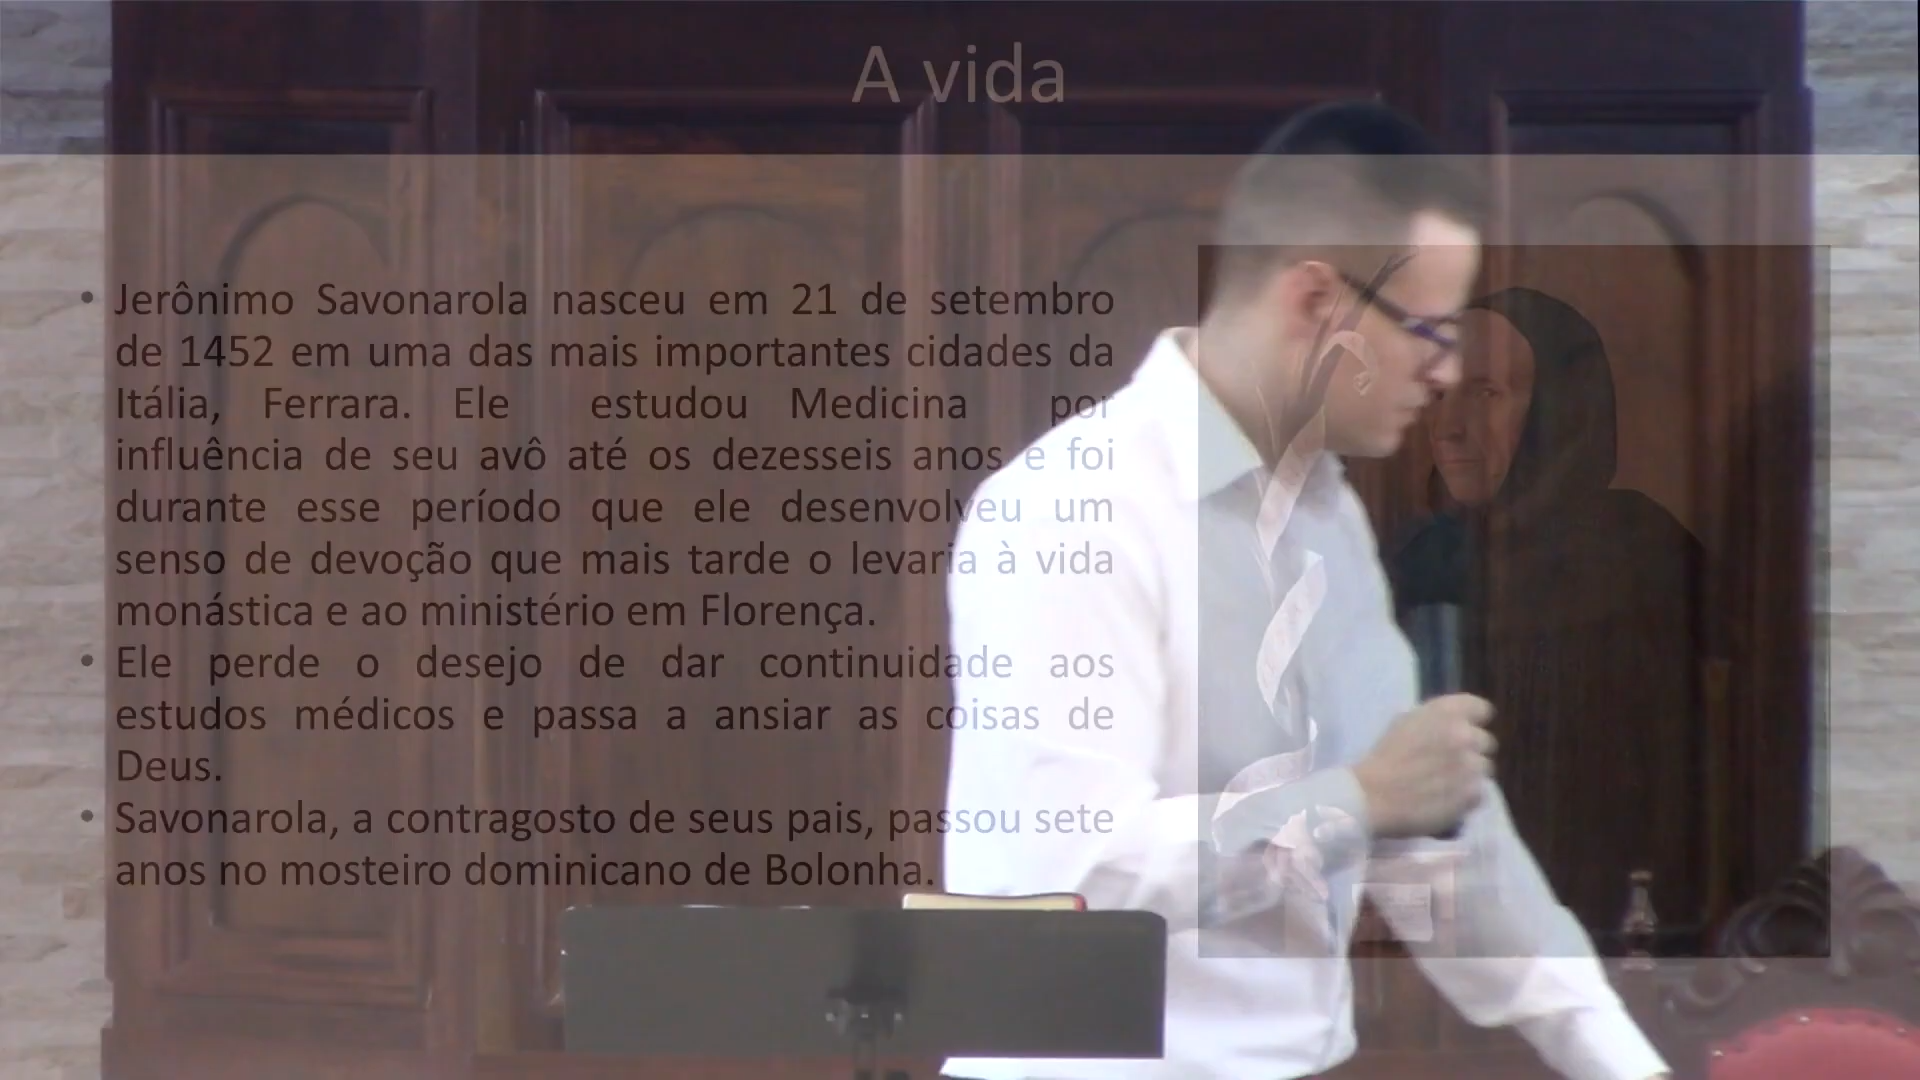 A vida
• Jerônimo Savonarola nasceu em 21 de setembro
de 1452 em uma das mais importantes cidades da
Itália, Ferrara. Ele estudou Medicina por
influência de seu avô até os dezesseis anos e foi
durante esse período que ele desenvolveu um
senso de devoção que mais tarde o levaria à vida
monástica e ao ministério em Florença.
• Ele perde o desejo de dar continuidade aos
estudos médicos e passa a ansiar as coisas de
Deus.
• Savonarola, a contragosto de seus pais, passou sete
anos no mosteiro dominicano de Bolonha.